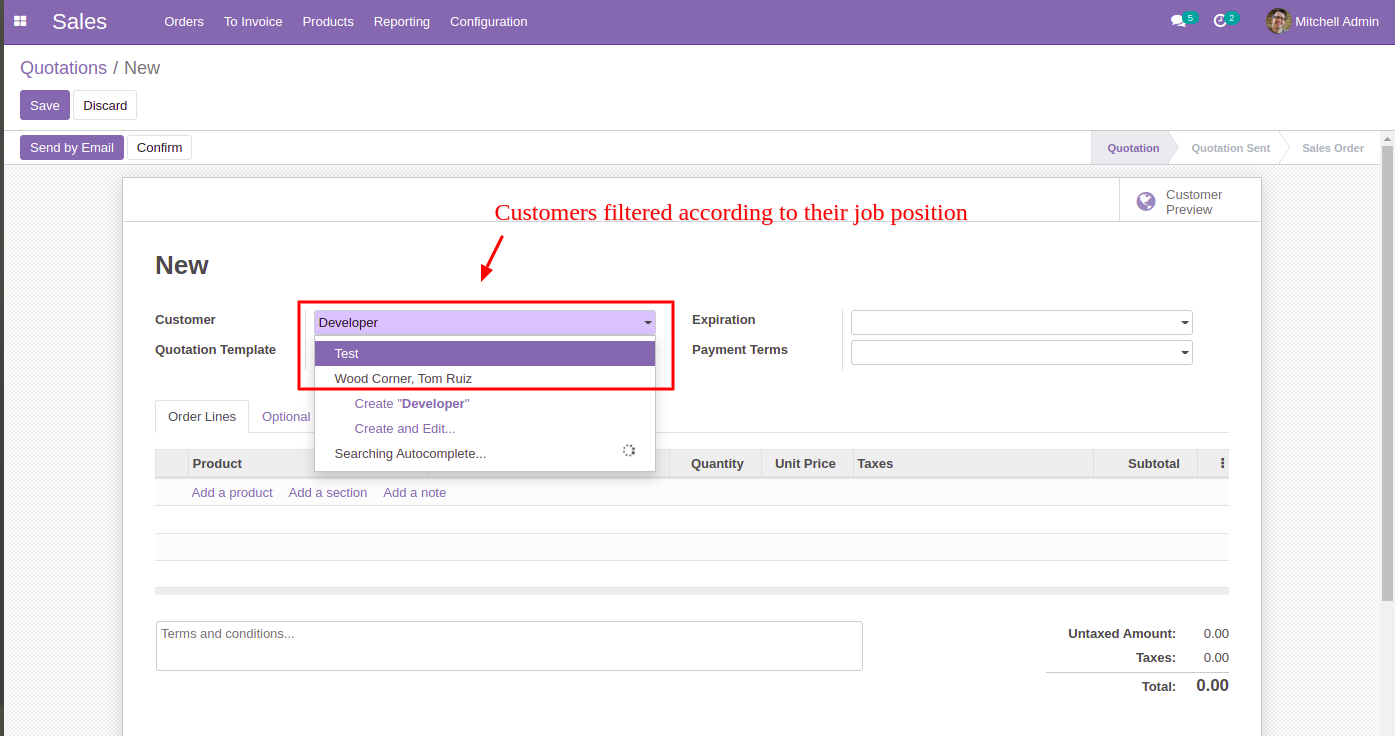 Sales Orders To Invoice Products Reporting Configuration 5 2 Mitchell Admin
Quotations / New
Save Discard
Send by Email Confirm Quotation Quotation Sent Sales Order
Customer
Preview
Customers filtered according to their job position
New
Customer Developer Expiration
Quotation Template Payment Terms
Test
Wood Corner, Tom Ruiz
Create "Developer"
Create and Edit...
Searching Autocomplete...
Order Lines Optional
Product Quantity Unit Price Taxes Subtotal
Add a product Add a section Add a note
Terms and conditions...
Untaxed Amount: 0.00
Taxes: 0.00
Total: 0.00